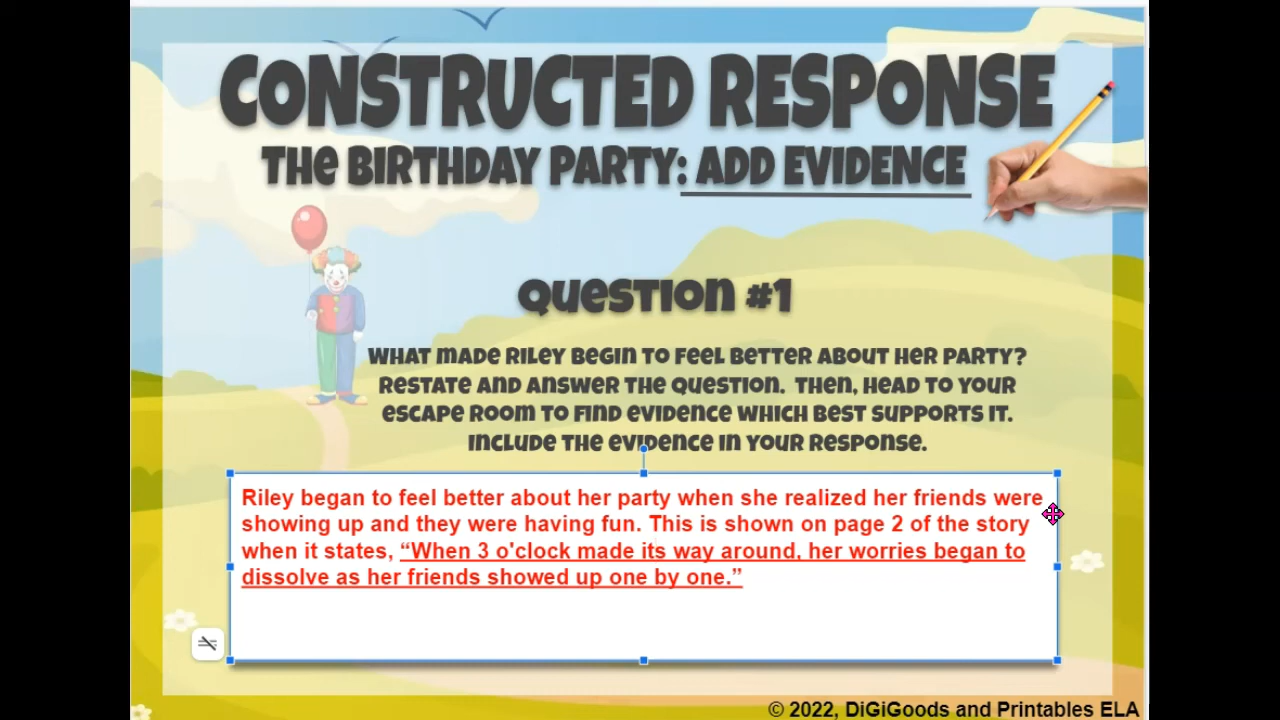 CONSTRUCTED RESPONSE
THE BIRTHDAY PARTY: ADD EVIDENCE
QUESTION #1
WHAT MADE RILEY BEGIN TO FEEL BETTER ABOUT HER PARTY?
RESTATE AND ANSWER THE QUESTION. THEN, HEAD TO YOUR
ESCAPE ROOM TO FIND EVIDENCE WHICH BEST SUPPORTS IT.
INCLUDE THE EVIDENCE IN YOUR RESPONSE.
Riley began to feel better about her party when she realized her friends were
showing up and they were having fun. This is shown on page 2 of the story
when it states, “When 3 o'clock made its way around, her worries began to
dissolve as her friends showed up one by one.”
© 2022, DiGiGoods and Printables ELA